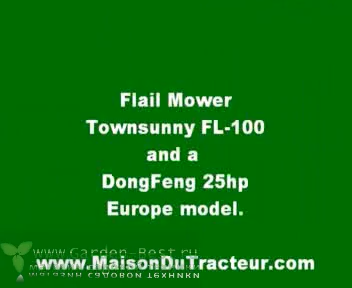 Flail Mower
Townsunny FL-100
and a
DongFeng 25hp
Europe model.
www.Garden-Best.ru
www.MaisonDuTracteur.com